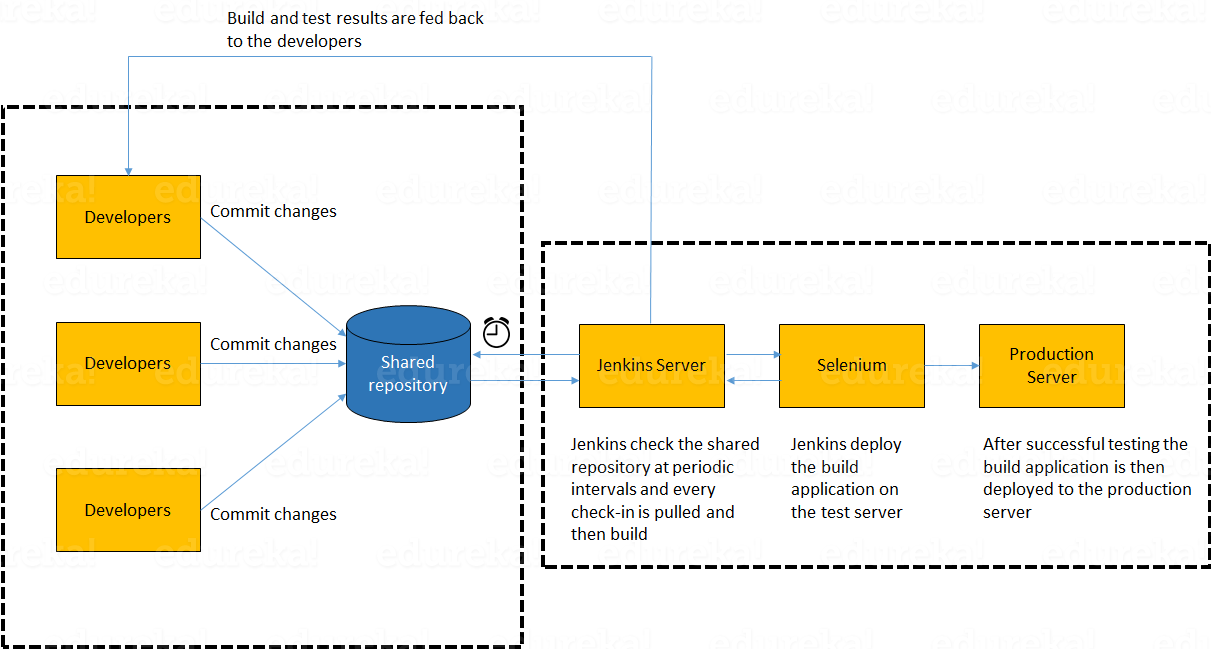 Build and test results are fed back
to the developers
Developers
Commit changes
Developers
Commit changes
Developers
Commit changes
Shared
repository
Jenkins Server
Selenium
Production
Server
Jenkins check the shared
repository at periodic
intervals and every
check-in is pulled and
then build
Jenkins deploy
the build
application on
the test server
After successful testing the
build application is then
deployed to the production
server
edureka!